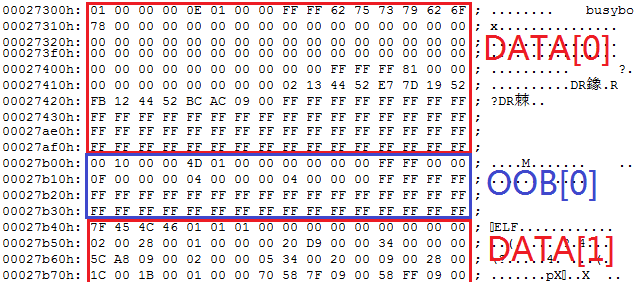 00027300h: 01 00 00 00 0E 01 00 00 FF FF 62 75 73 79 62 6F ; ........ busybo
00027310h: 78 00 00 00 00 00 00 00 00 00 00 00 00 00 00 00 ; x...............
00027320h: 00 00 00 00 00 00 00 00 00 00 00 00 00 00 00 00 ; ................
000273f0h: 00 00 00 00 00 00 00 00 00 00 00 00 00 00 00 00 ; ................
DATA[0]
00027400h: 00 00 00 00 00 00 00 00 00 00 FF FF FF 81 00 00 ; .......... ?.
00027410h: 00 00 00 00 00 00 00 00 02 13 44 52 E7 7D 19 52 ; ..........DR鐌.R
00027420h: FB 12 44 52 BC AC 09 00 FF FF FF FF FF FF FF FF ; ?DR棘..
00027430h: FF FF FF FF FF FF FF FF FF FF FF FF FF FF FF FF ;
00027ae0h: FF FF FF FF FF FF FF FF FF FF FF FF FF FF FF FF ;
00027af0h: FF FF FF FF FF FF FF FF FF FF FF FF FF FF FF FF ;
00027b00h: 00 10 00 00 4D 01 00 00 00 00 00 00 FF FF 00 00 ; ....M....... ..
00027b10h: 0F 00 00 00 04 00 00 00 04 00 00 00 FF FF FF FF ; ............
OOB[0]
00027b20h: FF FF FF FF FF FF FF FF FF FF FF FF FF FF FF FF ;
00027b30h: FF FF FF FF FF FF FF FF FF FF FF FF FF FF FF FF ;
00027b40h: 7F 45 4C 46 01 01 01 00 00 00 00 00 00 00 00 00 ; ELF............
00027b50h: 02 00 28 00 01 00 00 00 20 D9 00 00 34 00 00 00 ;
DATA[1]
00027b60h: 5C A8 09 00 02 00 00 05 34 00 20 00 09 00 28 00 ;
00027b70h: 1C 00 1B 00 01 00 00 70 58 7F 09 00 58 FF 09 00 ; .......pX..X ..